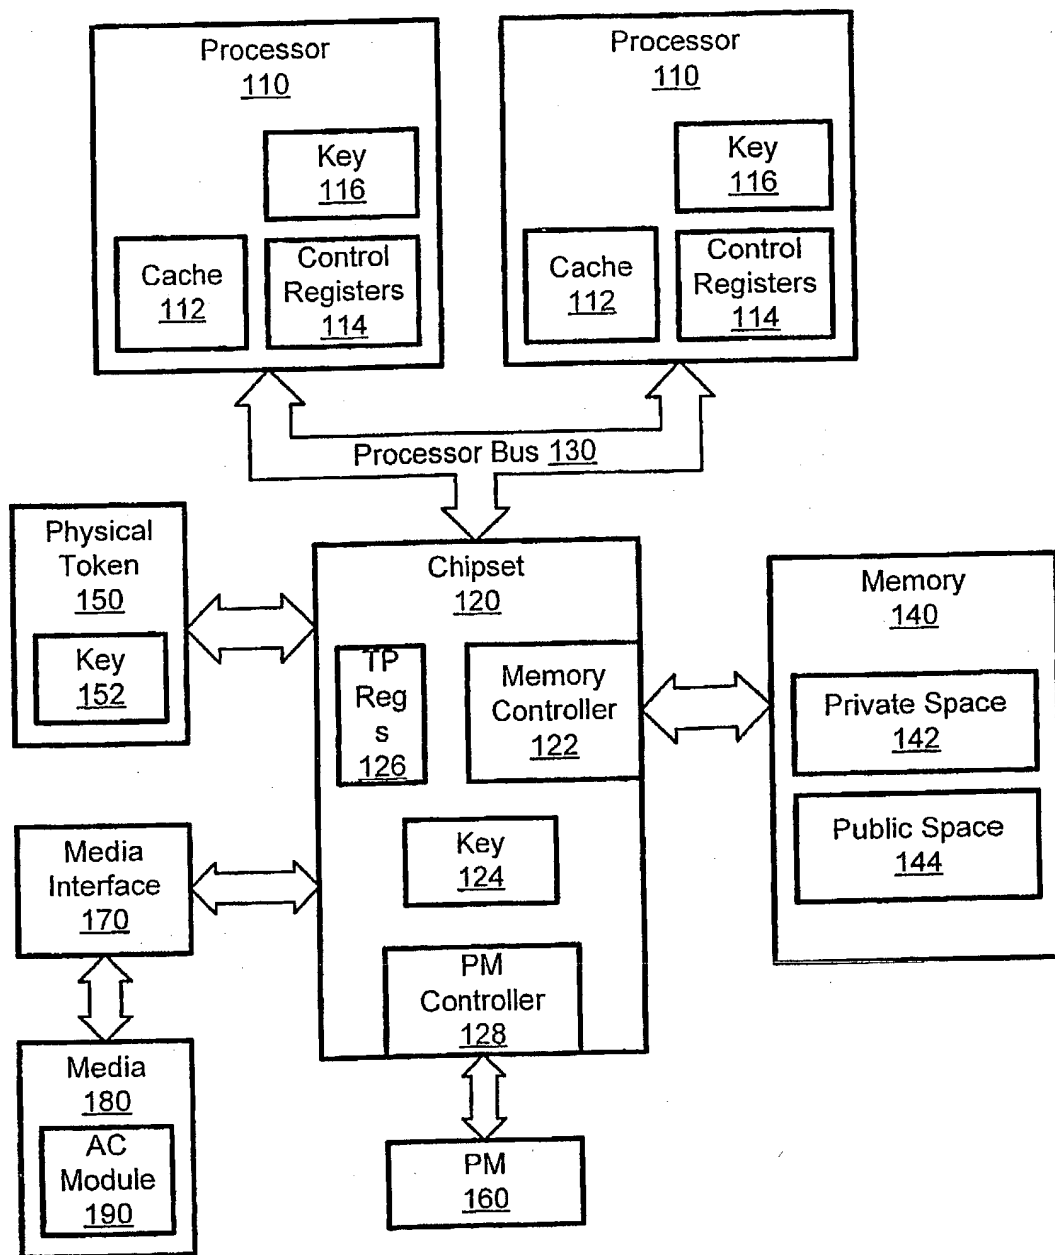 Processor
110
Key
116
Cache
112
Control
Registers
114
Processor
110
Key
116
Cache
112
Control
Registers
114
Processor Bus 130
Physical
Token
150
Key
152
Chipset
120
TP
Reg
s
126
Memory
Controller
122
Key
124
PM
Controller
128
Memory
140
Private Space
142
Public Space
144
Media
Interface
170
Media
180
AC
Module
190
PM
160